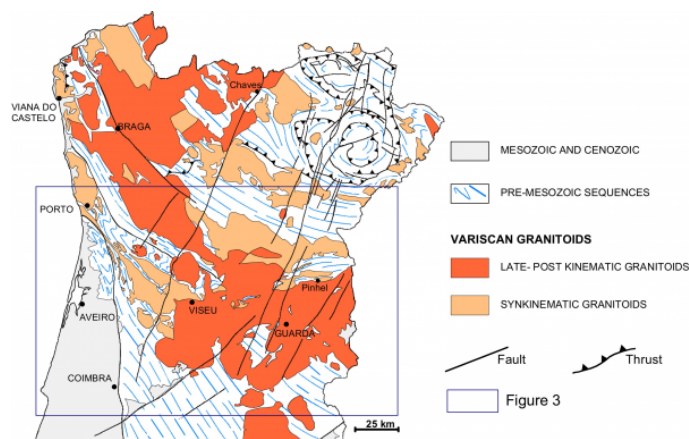 Chaves
VIANA DO
CASTELO
BRAGA
PORTO
Pinhel
VISEU
AVEIRO
GUARDA
COIMBRA
25 km
MESOZOIC AND CENOZOIC
PRE-MESOZOIC SEQUENCES
VARISCAN GRANITOIDS
LATE- POST KINEMATIC GRANITOIDS
SYNKINEMATIC GRANITOIDS
Fault
Thrust
Figure 3